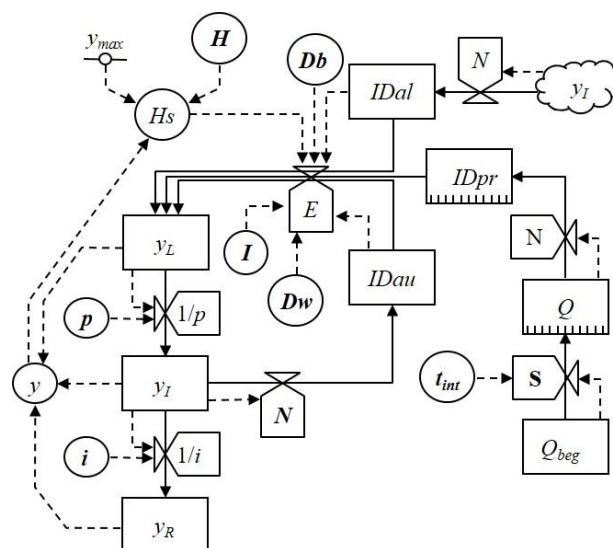 y_max
H
Db
N
y_I
IDal
Hs
IDpr
E
N
y_L
I
IDau
Dw
Q
p
1/p
y
y_I
N
t_int
S
Q_beg
i
1/i
y_R